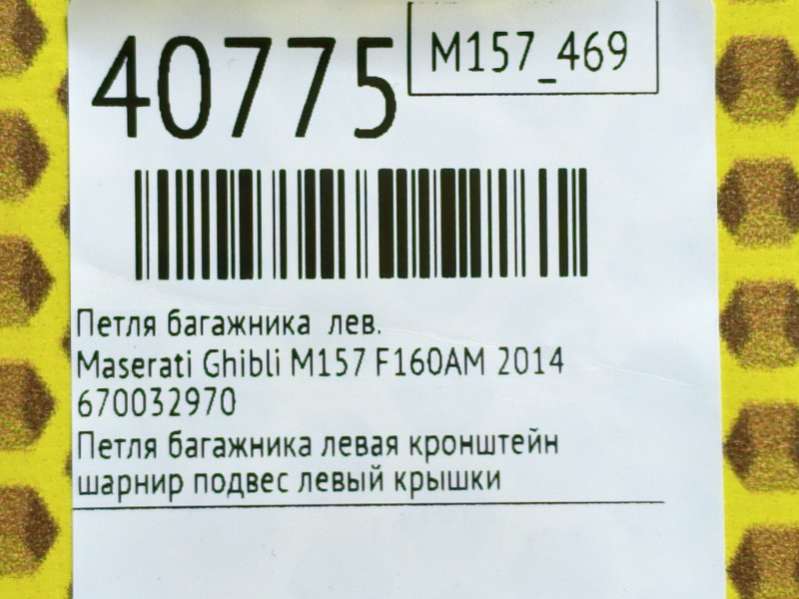 40775
M157_469
Петля багажника лев.
Maserati Ghibli M157 F160AM 2014
670032970
Петля багажника левая кронштейн
шарнир подвес левый крышки